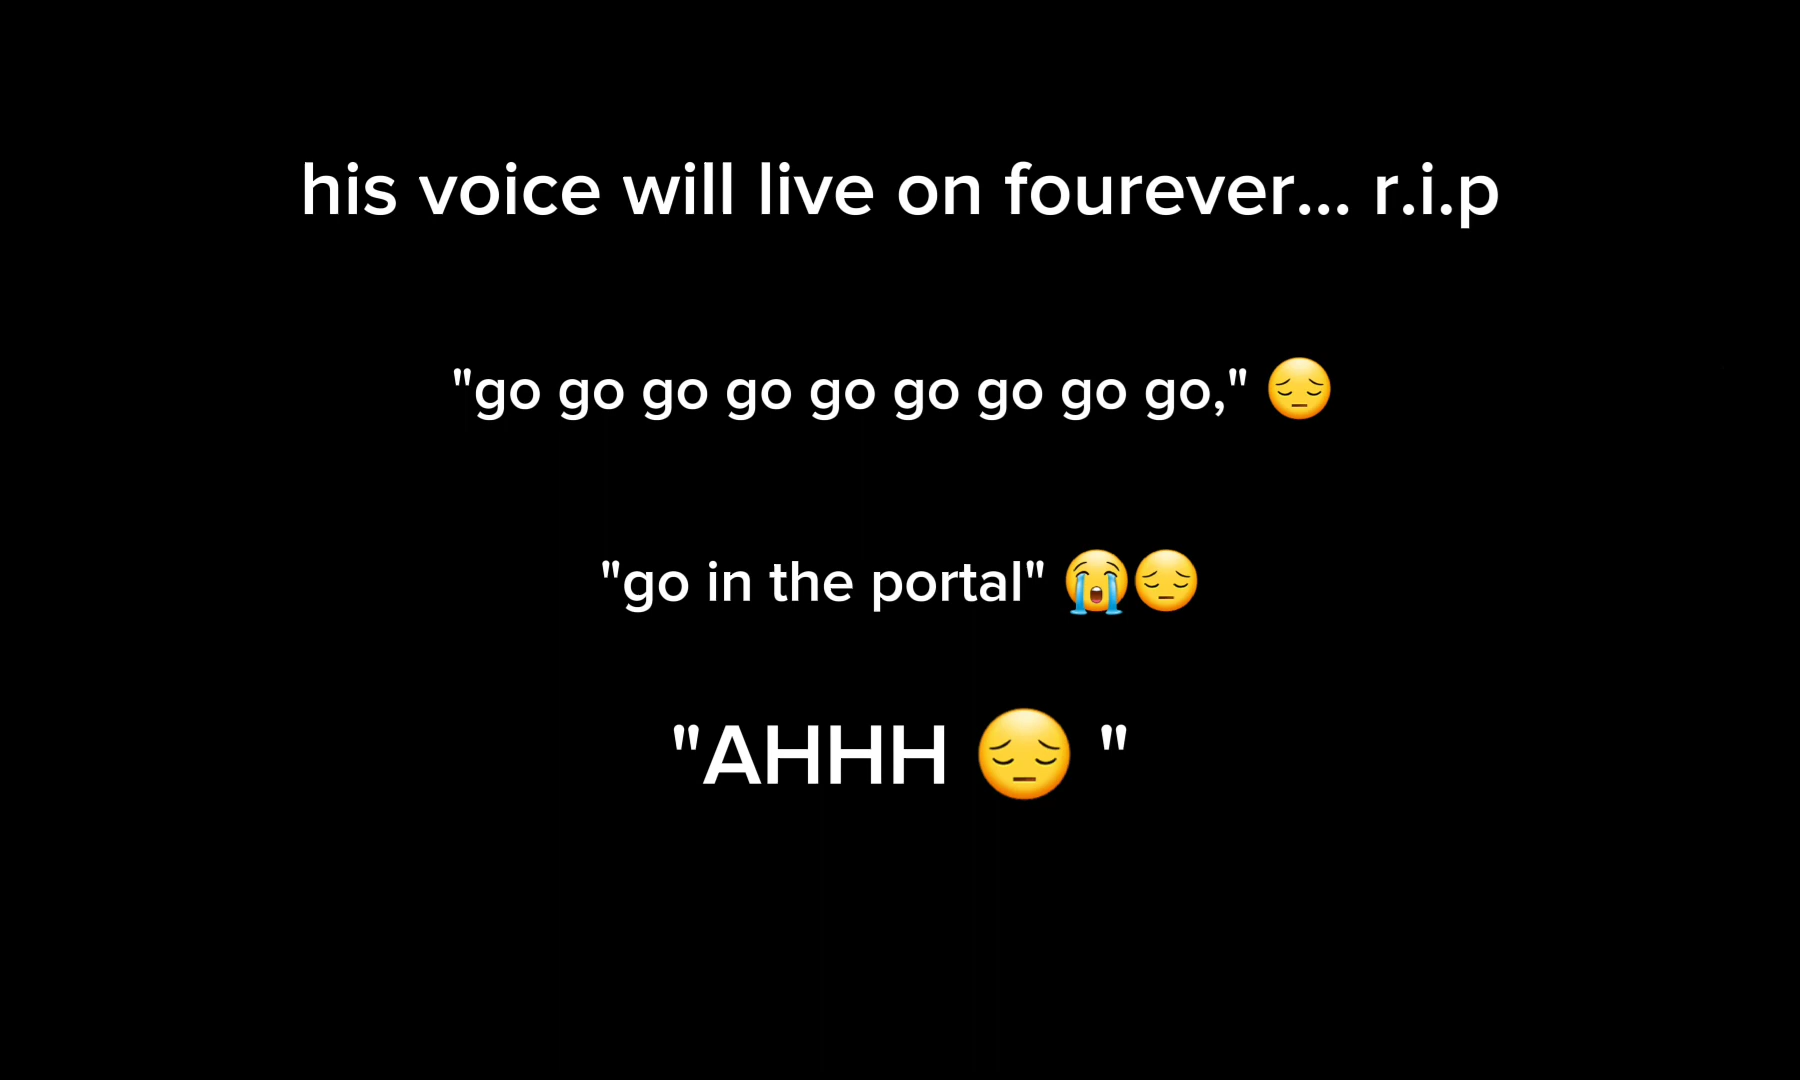 his voice will live on fourever... r.i.p
"go go go go go go go go go," 😔
"go in the portal" 😭😔
"AHHH 😔 "